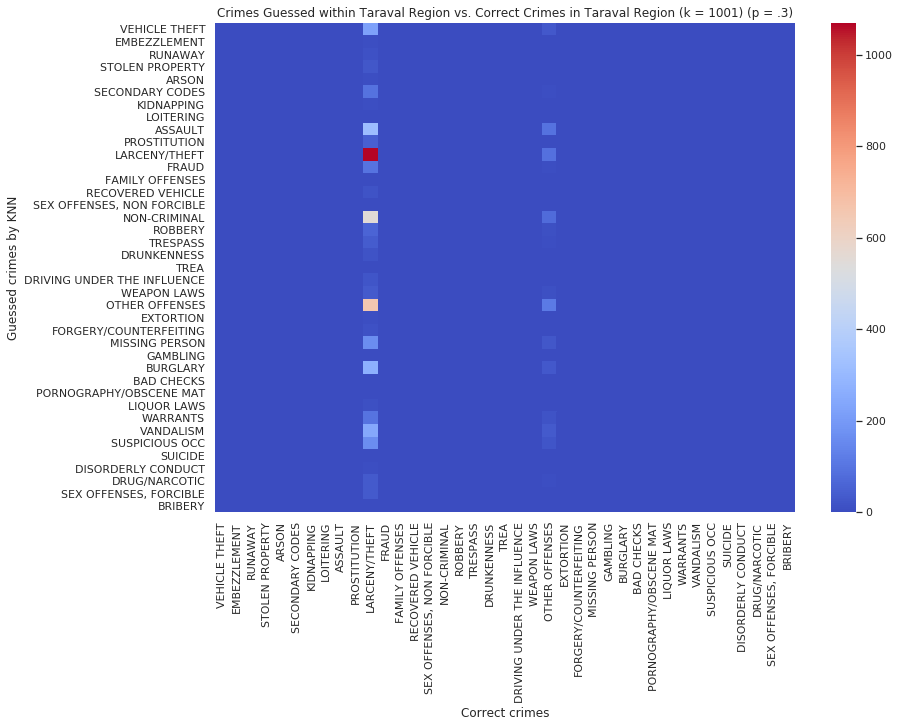 Crimes Guessed within Taraval Region vs. Correct Crimes in Taraval Region (k = 1001) (p = .3)
Guessed crimes by KNN
VEHICLE THEFT
EMBEZZLEMENT
RUNAWAY
STOLEN PROPERTY
ARSON
SECONDARY CODES
KIDNAPPING
LOITERING
ASSAULT
PROSTITUTION
LARCENY/THEFT
FRAUD
FAMILY OFFENSES
RECOVERED VEHICLE
SEX OFFENSES, NON FORCIBLE
NON-CRIMINAL
ROBBERY
TRESPASS
DRUNKENNESS
TREA
DRIVING UNDER THE INFLUENCE
WEAPON LAWS
OTHER OFFENSES
EXTORTION
FORGERY/COUNTERFEITING
MISSING PERSON
GAMBLING
BURGLARY
BAD CHECKS
PORNOGRAPHY/OBSCENE MAT
LIQUOR LAWS
WARRANTS
VANDALISM
SUSPICIOUS OCC
SUICIDE
DISORDERLY CONDUCT
DRUG/NARCOTIC
SEX OFFENSES, FORCIBLE
BRIBERY
VEHICLE THEFT
EMBEZZLEMENT
RUNAWAY
STOLEN PROPERTY
ARSON
SECONDARY CODES
KIDNAPPING
LOITERING
ASSAULT
PROSTITUTION
LARCENY/THEFT
FRAUD
FAMILY OFFENSES
RECOVERED VEHICLE
SEX OFFENSES, NON FORCIBLE
NON-CRIMINAL
ROBBERY
TRESPASS
DRUNKENNESS
TREA
DRIVING UNDER THE INFLUENCE
WEAPON LAWS
OTHER OFFENSES
EXTORTION
FORGERY/COUNTERFEITING
MISSING PERSON
GAMBLING
BURGLARY
BAD CHECKS
PORNOGRAPHY/OBSCENE MAT
LIQUOR LAWS
WARRANTS
VANDALISM
SUSPICIOUS OCC
SUICIDE
DISORDERLY CONDUCT
DRUG/NARCOTIC
SEX OFFENSES, FORCIBLE
BRIBERY
Correct crimes
1000
800
600
400
200
0